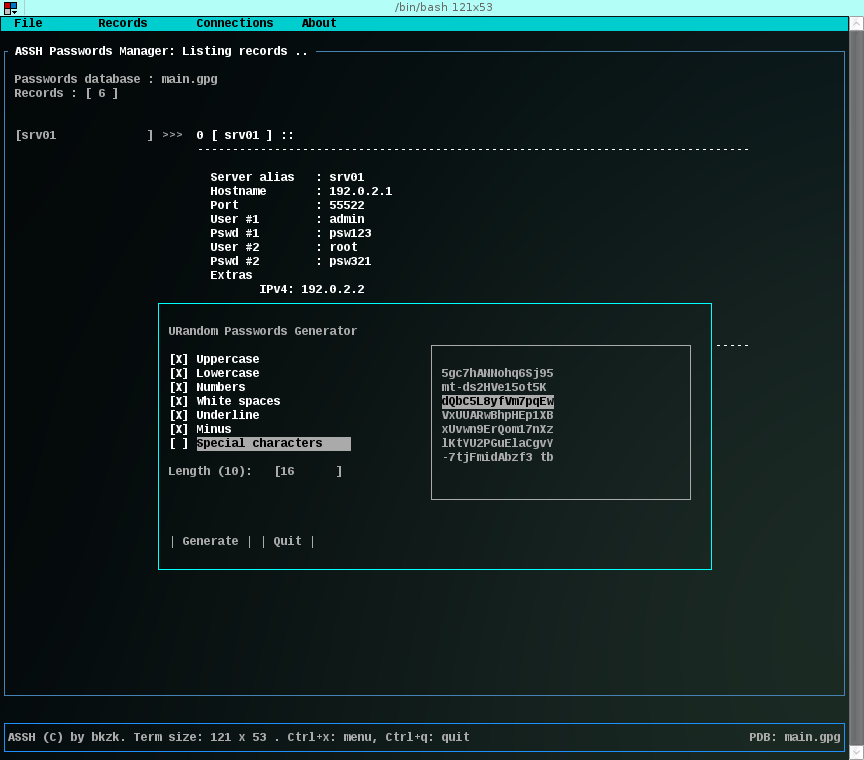 /bin/bash 121x53
File Records Connections About
ASSH Passwords Manager: Listing records ..
Passwords database : main.gpg
Records : [ 6 ]
[srv01 ] >>> 0 [ srv01 ] ::
Server alias : srv01
Hostname : 192.0.2.1
Port : 55522
User #1 : admin
Pswd #1 : psw123
User #2 : root
Pswd #2 : psw321
Extras
IPv4: 192.0.2.2
URandom Passwords Generator
[X] Uppercase
[X] Lowercase
[X] Numbers
[X] White spaces
[X] Underline
[X] Minus
[ ] Special characters
Length (10): [16 ]
| Generate | | Quit |
5gc7hANNohq6Sj95
mt-ds2HVe15ot5K
dQbC5L8yfVm7pqEw
VxUUARwBhpHEp1XB
xUvwn9ErQom17nXz
lKtYU2PGuElaCgvY
-7tjFmidAbzf3 tb
ASSH (C) by bkzk. Term size: 121 x 53 . Ctrl+x: menu, Ctrl+q: quit PDB: main.gpg